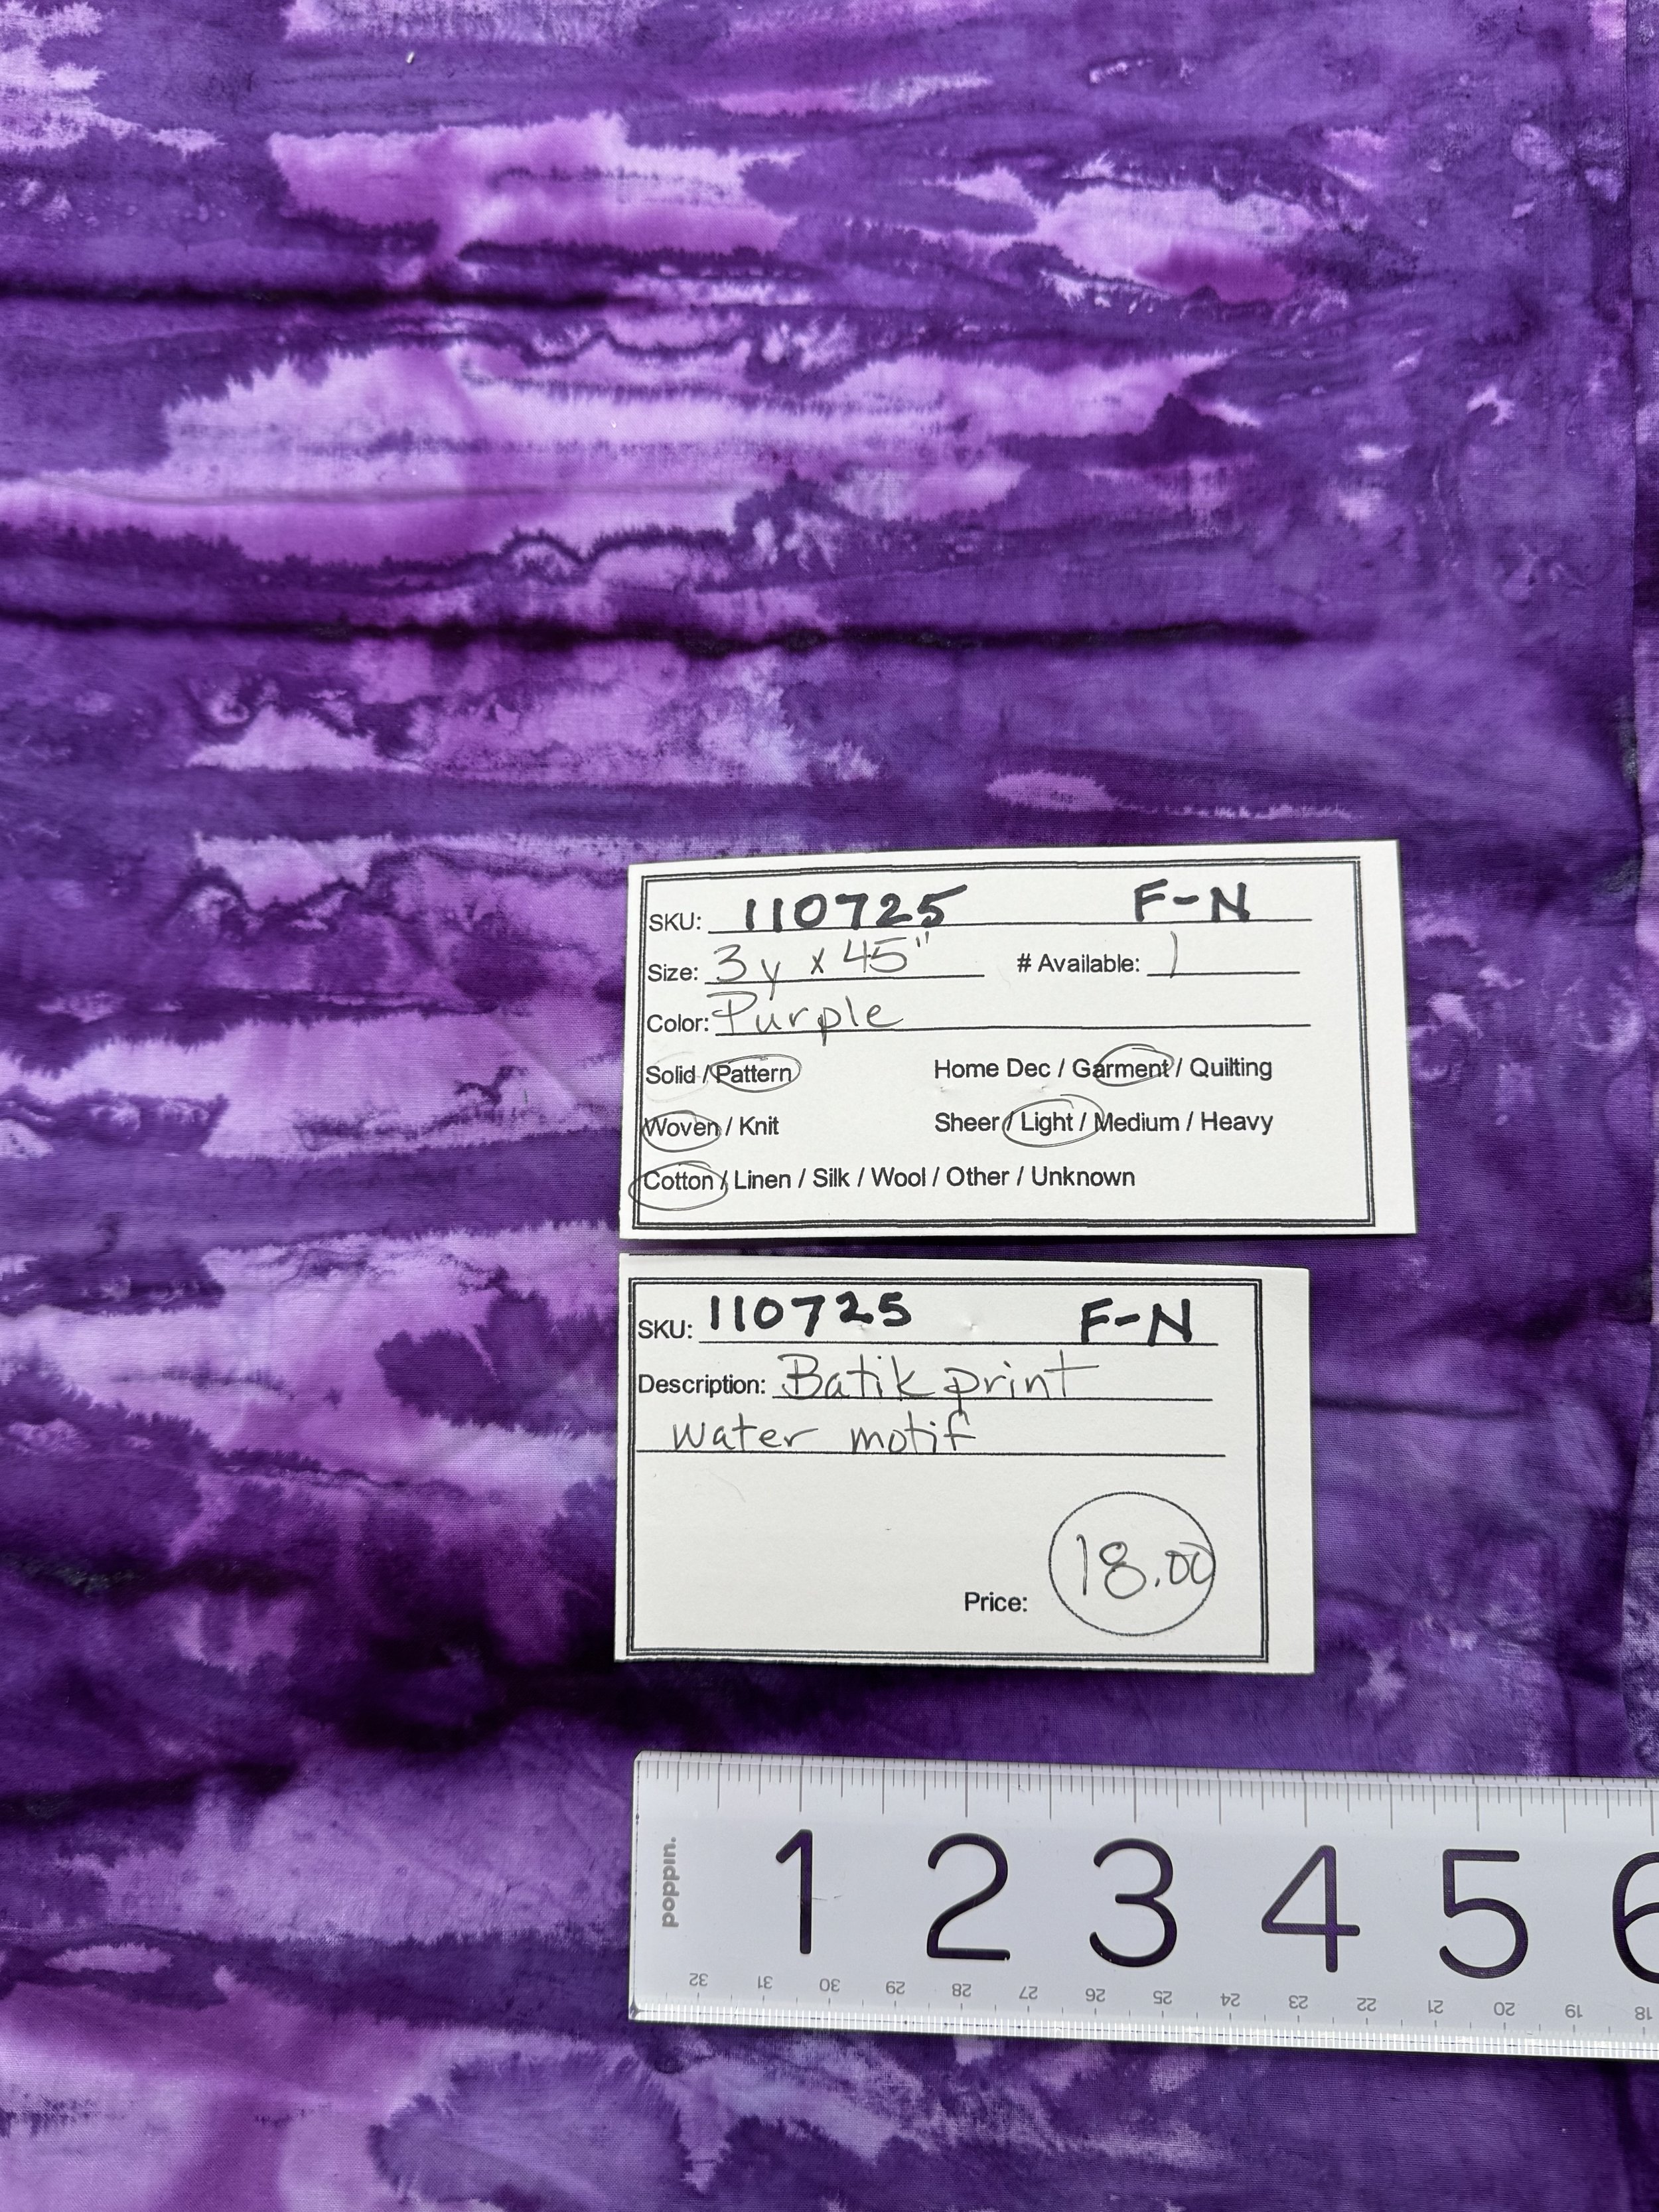 SKU: 110725 F-N
Size: 3y x 45" # Available: 1
Color: Purple
Solid / Pattern Home Dec / Garment / Quilting
Woven / Knit Sheer / Light / Medium / Heavy
Cotton / Linen / Silk / Wool / Other / Unknown
SKU: 110725 F-N
Description: Batik print
water motif
18.00
Price:
poppin.
1 2 3 4 5 6
32 31 30 29 28 27 26 25 24 23 22 21 20 19 18